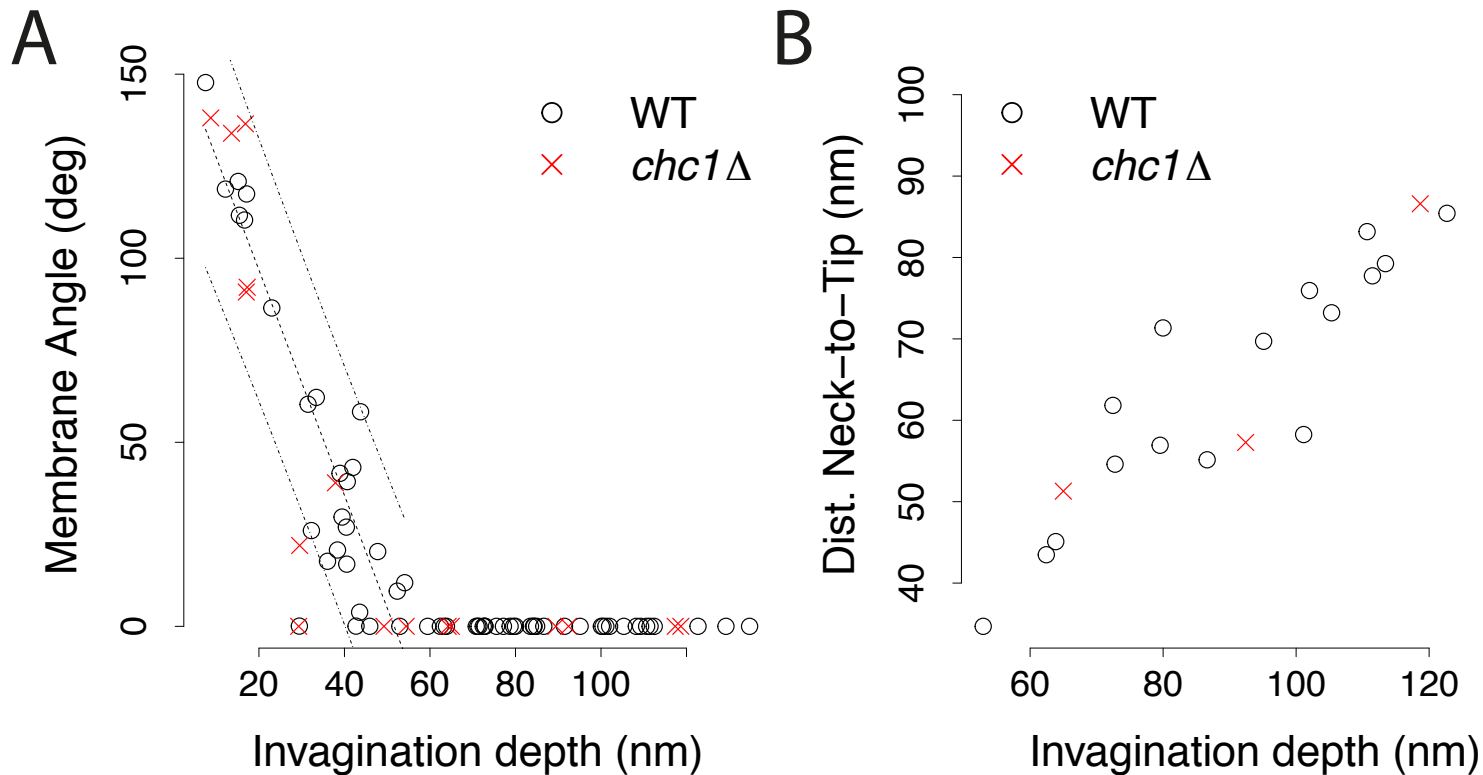 A
Membrane Angle (deg)
150
100
50
0
WT
chc1Δ
20 40 60 80 100
Invagination depth (nm)
B
Dist. Neck−to−Tip (nm)
100
90
80
70
60
50
40
WT
chc1Δ
60 80 100 120
Invagination depth (nm)